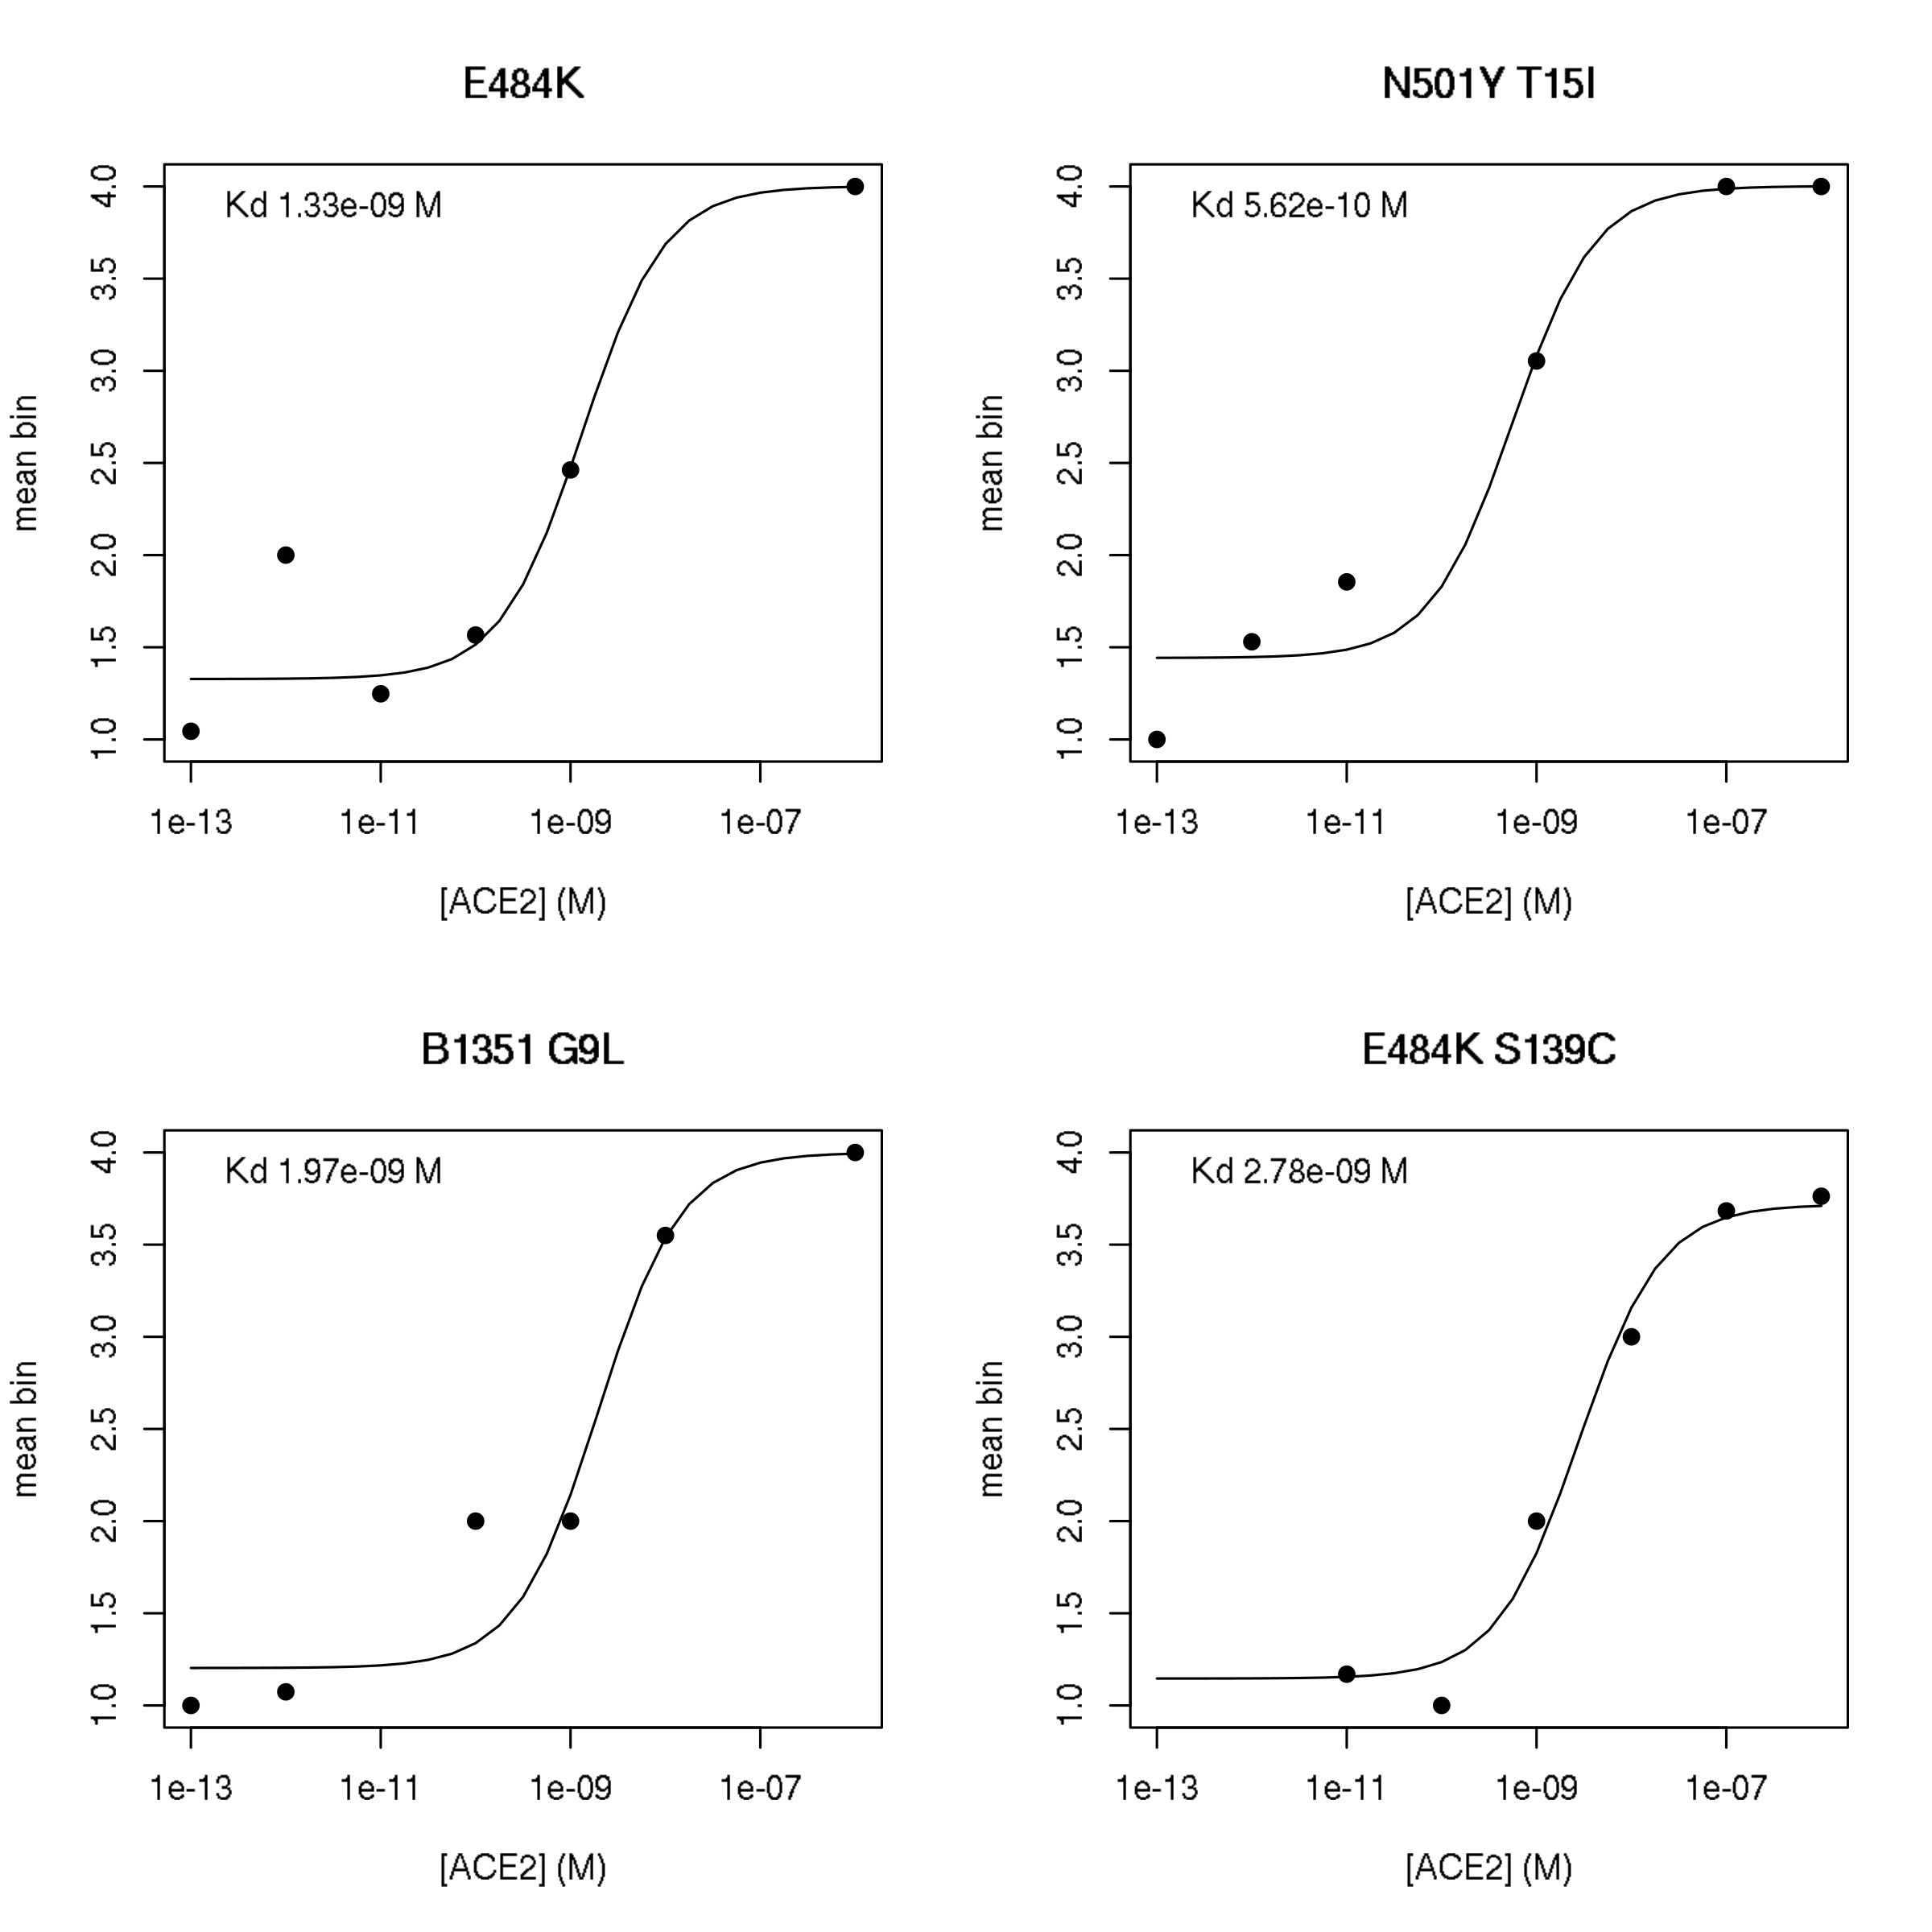 E484K
Kd 1.33e-09 M
mean bin
4.0
3.5
3.0
2.5
2.0
1.5
1.0
1e-13 1e-11 1e-09 1e-07
[ACE2] (M)
N501Y T15I
Kd 5.62e-10 M
mean bin
4.0
3.5
3.0
2.5
2.0
1.5
1.0
1e-13 1e-11 1e-09 1e-07
[ACE2] (M)
B1351 G9L
Kd 1.97e-09 M
mean bin
4.0
3.5
3.0
2.5
2.0
1.5
1.0
1e-13 1e-11 1e-09 1e-07
[ACE2] (M)
E484K S139C
Kd 2.78e-09 M
mean bin
4.0
3.5
3.0
2.5
2.0
1.5
1.0
1e-13 1e-11 1e-09 1e-07
[ACE2] (M)